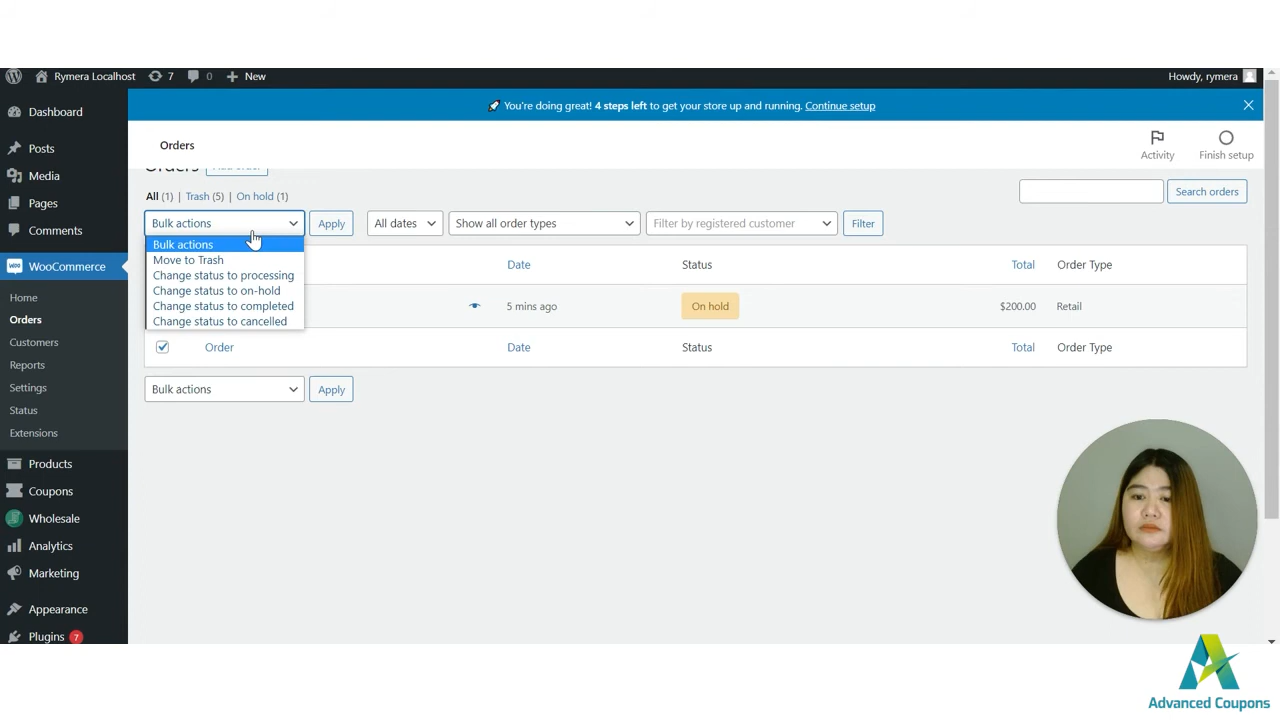 Rymera Localhost 7 0 New Howdy, rymera
Dashboard
Posts
Media
Pages
Comments
WooCommerce
Home
Orders
Customers
Reports
Settings
Status
Extensions
Products
Coupons
Wholesale
Analytics
Marketing
Appearance
Plugins 7
You're doing great! 4 steps left to get your store up and running. Continue setup
Orders
Activity
Finish setup
Orders Add order
All (1) | Trash (5) | On hold (1)
Search orders
Bulk actions Apply All dates Show all order types Filter by registered customer Filter
Bulk actions
Move to Trash
Change status to processing
Change status to on-hold
Change status to completed
Change status to cancelled
Date Status Total Order Type
5 mins ago On hold $200.00 Retail
Order Date Status Total Order Type
Bulk actions Apply
Advanced Coupons